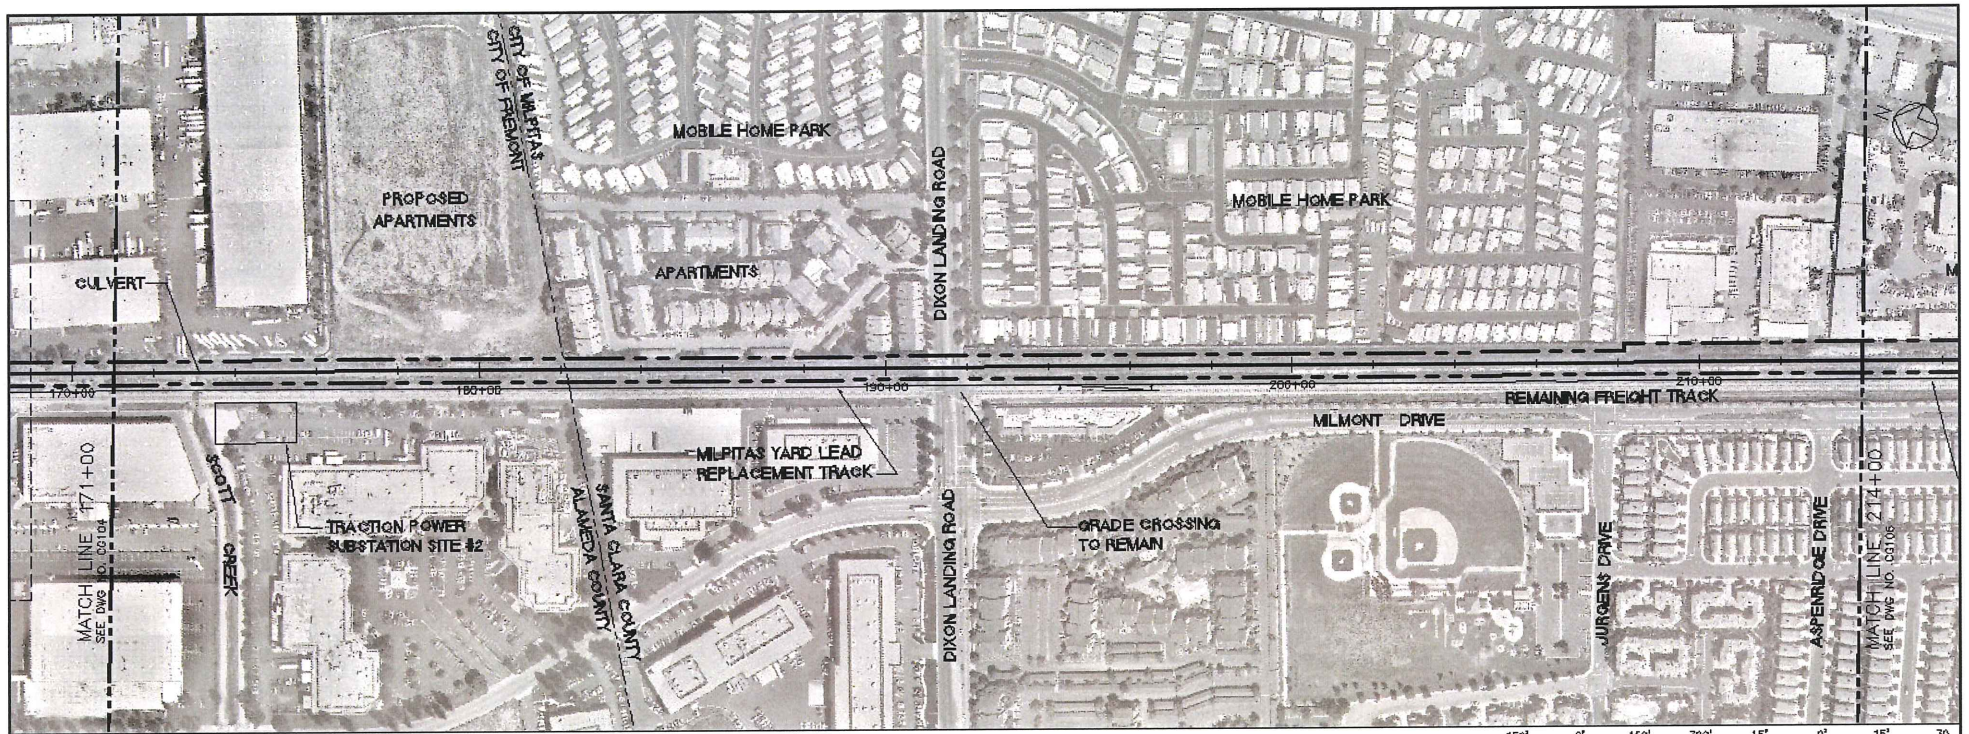 CITY OF MILPITAS
CITY OF FREMONT
MOBILE HOME PARK
PROPOSED
APARTMENTS
APARTMENTS
DIXON LANDING ROAD
MOBILE HOME PARK
N
CULVERT
M
170+00
180+00
190+00
200+00
210+00
REMAINING FREIGHT TRACK
MILMONT DRIVE
MILPITAS YARD LEAD
REPLACEMENT TRACK
SCOTT
CREEK
TRACTION POWER
SUBSTATION SITE #2
SANTA CLARA COUNTY
ALAMEDA COUNTY
DIXON LANDING ROAD
GRADE CROSSING
TO REMAIN
JURGENS DRIVE
ASPENRIDGE DRIVE
MATCH LINE 171+00
SEE DWG NO. CG104
MATCH LINE 214+00
SEE DWG NO. CG106